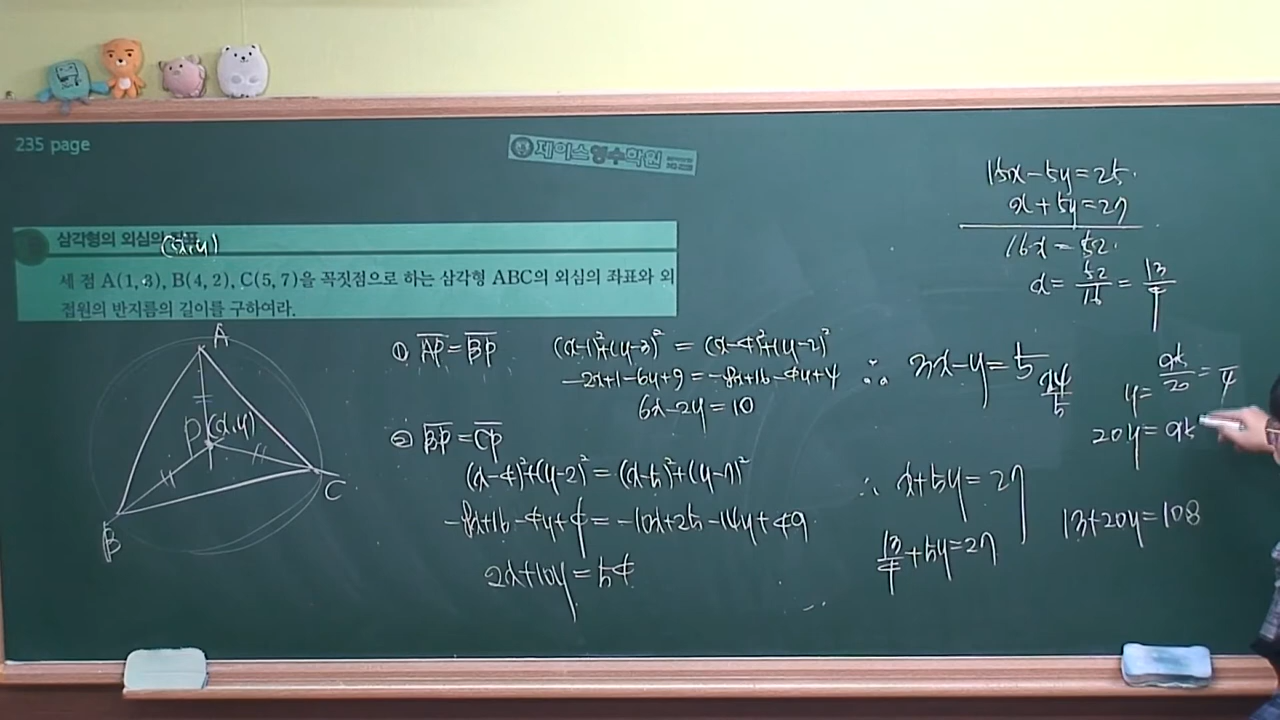 235 page
제이스영수학원
삼각형의 외심의 좌표
(x,y)
세 점 A(1, 3), B(4, 2), C(5, 7)을 꼭짓점으로 하는 삼각형 ABC의 외심의 좌표와 외
접원의 반지름의 길이를 구하여라.
A
P(x,y)
B
C
① AP=BP
(x-1)²+(y-3)² = (x-4)²+(y-2)²
-2x+1-6y+9=-8x+16-4y+4
6x-2y=10
∴ 3x-y=5
② BP=CP
(x-4)²+(y-2)²=(x-5)²+(y-7)²
-8x+16-4y+4=-10x+25-14y+49
2x+10y=54
∴ x+5y=27
13/4+5y=27
15x-5y=25
x+5y=27
16x=52
x=52/16=13/4
13+20y=108
20y=95
y=95/20= /4